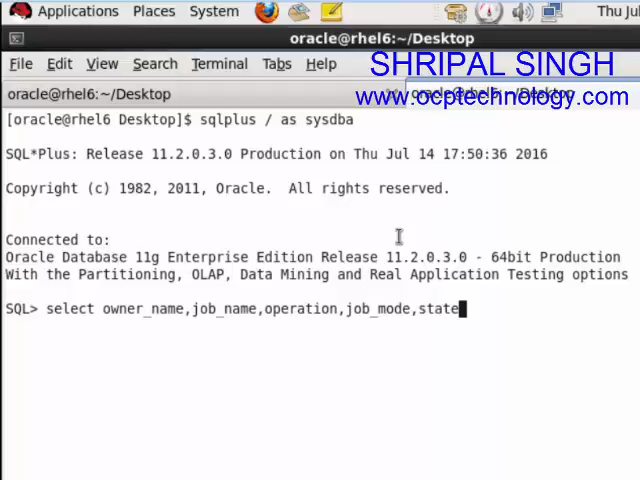 Applications Places System Thu Ju
oracle@rhel6:~/Desktop
File Edit View Search Terminal Tabs Help
SHRIPAL SINGH
www.ocptechnology.com
oracle@rhel6:~/Desktop oracle@rhel6:~/Desktop
[oracle@rhel6 Desktop]$ sqlplus / as sysdba
SQL*Plus: Release 11.2.0.3.0 Production on Thu Jul 14 17:50:36 2016
Copyright (c) 1982, 2011, Oracle.  All rights reserved.
Connected to:
Oracle Database 11g Enterprise Edition Release 11.2.0.3.0 - 64bit Production
With the Partitioning, OLAP, Data Mining and Real Application Testing options
SQL> select owner_name,job_name,operation,job_mode,state